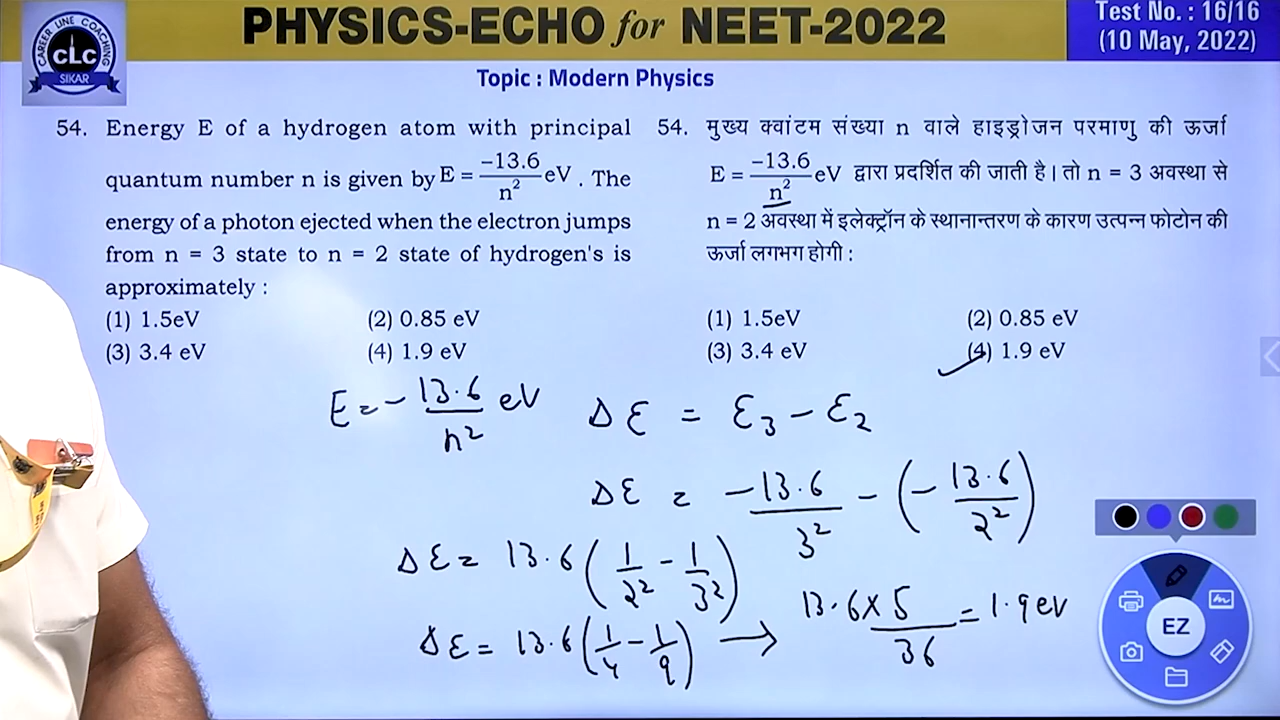 PHYSICS-ECHO for NEET-2022
Test No. : 16/16
(10 May, 2022)
CAREER LINE COACHING
CLC
SIKAR
Topic : Modern Physics
54. Energy E of a hydrogen atom with principal
quantum number n is given by E = -13.6/n² eV . The
energy of a photon ejected when the electron jumps
from n = 3 state to n = 2 state of hydrogen's is
approximately :
(1) 1.5eV (2) 0.85 eV
(3) 3.4 eV (4) 1.9 eV
54. मुख्य क्वांटम संख्या n वाले हाइड्रोजन परमाणु की ऊर्जा
E = -13.6/n² eV द्वारा प्रदर्शित की जाती है। तो n = 3 अवस्था से
n = 2 अवस्था में इलेक्ट्रॉन के स्थानान्तरण के कारण उत्पन्न फोटोन की
ऊर्जा लगभग होगी :
(1) 1.5eV (2) 0.85 eV
(3) 3.4 eV (4) 1.9 eV
E = -13.6/n² eV
ΔE = E₃ - E₂
ΔE = -13.6/3² - (-13.6/2²)
ΔE = 13.6 (1/2² - 1/3²)
ΔE = 13.6 (1/4 - 1/9) → 13.6×5/36 = 1.9 eV
EZ